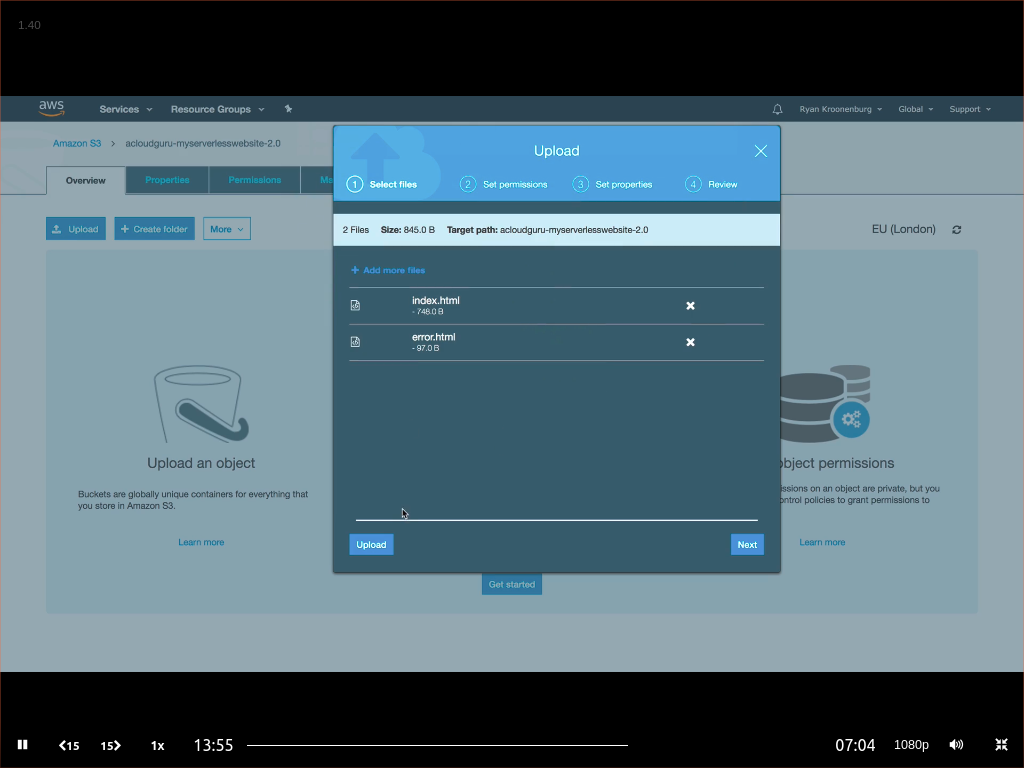 1.40
aws Services Resource Groups Ryan Kroonenburg Global Support
Amazon S3 > acloudguru-myserverlesswebsite-2.0
Upload
Overview Properties Permissions
1 Select files 2 Set permissions 3 Set properties 4 Review
Upload + Create folder More EU (London)
2 Files Size: 845.0 B Target path: acloudguru-myserverlesswebsite-2.0
+ Add more files
index.html
- 748.0 B
error.html
- 97.0 B
Upload an object
Buckets are globally unique containers for everything that
you store in Amazon S3.
Learn more
object permissions
issions on an object are private, but you
ontrol policies to grant permissions to
Learn more
Upload Next
Get started
15 15 1x 13:55 07:04 1080p